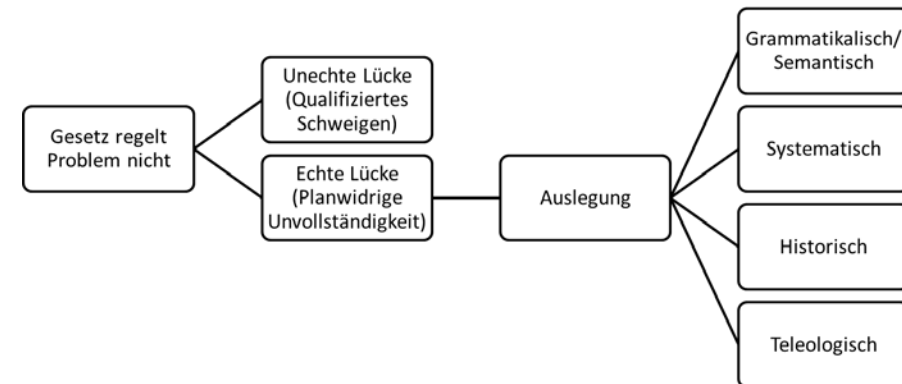 Gesetz regelt
Problem nicht
Unechte Lücke
(Qualifiziertes
Schweigen)
Echte Lücke
(Planwidrige
Unvollständigkeit)
Auslegung
Grammatikalisch/
Semantisch
Systematisch
Historisch
Teleologisch